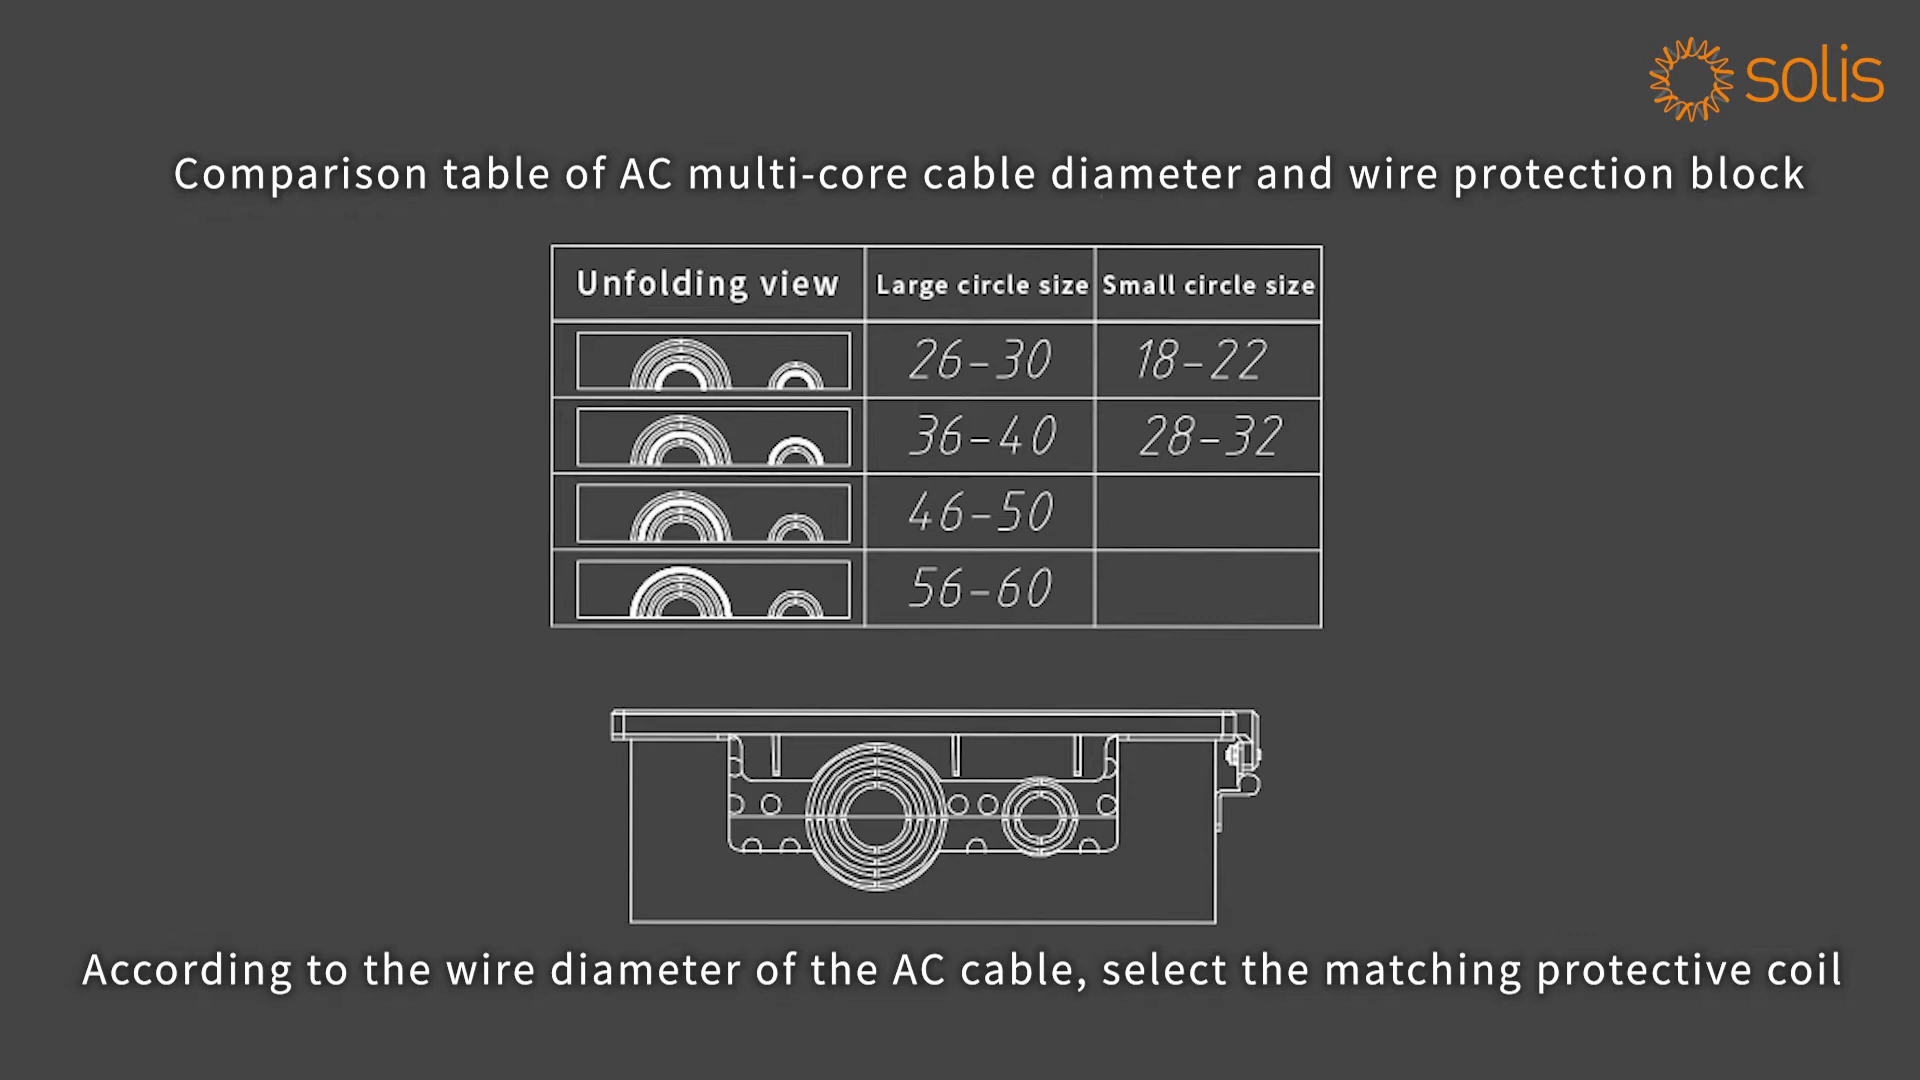 solis
Comparison table of AC multi-core cable diameter and wire protection block
Unfolding view Large circle size Small circle size
26-30 18-22
36-40 28-32
46-50
56-60
According to the wire diameter of the AC cable, select the matching protective coil